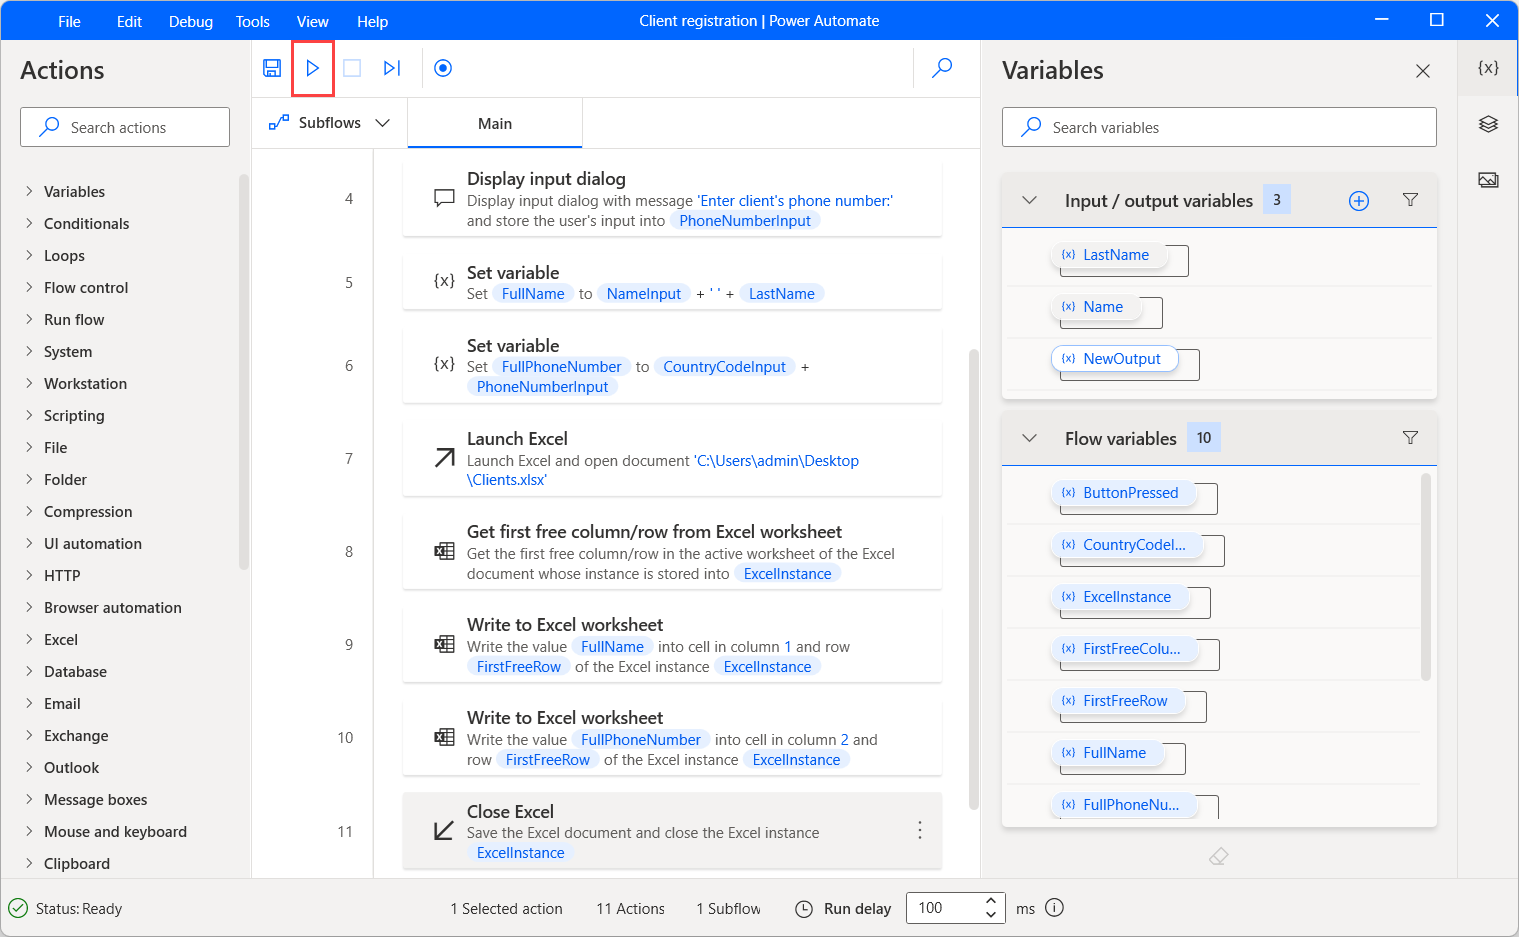 File Edit Debug Tools View Help
Client registration | Power Automate
Actions
Search actions
Variables
Conditionals
Loops
Flow control
Run flow
System
Workstation
Scripting
File
Folder
Compression
UI automation
HTTP
Browser automation
Excel
Database
Email
Exchange
Outlook
Message boxes
Mouse and keyboard
Clipboard
Subflows
Main
4
Display input dialog
Display input dialog with message 'Enter client's phone number:'
and store the user's input into PhoneNumberInput
5
{x}
Set variable
Set FullName to NameInput + ' ' + LastName
6
{x}
Set variable
Set FullPhoneNumber to CountryCodeInput +
PhoneNumberInput
7
Launch Excel
Launch Excel and open document 'C:\Users\admin\Desktop
\Clients.xlsx'
8
Get first free column/row from Excel worksheet
Get the first free column/row in the active worksheet of the Excel
document whose instance is stored into ExcelInstance
9
Write to Excel worksheet
Write the value FullName into cell in column 1 and row
FirstFreeRow of the Excel instance ExcelInstance
10
Write to Excel worksheet
Write the value FullPhoneNumber into cell in column 2 and
row FirstFreeRow of the Excel instance ExcelInstance
11
Close Excel
Save the Excel document and close the Excel instance
ExcelInstance
Variables
Search variables
Input / output variables 3
{x} LastName
{x} Name
{x} NewOutput
Flow variables 10
{x} ButtonPressed
{x} CountryCodeI...
{x} ExcelInstance
{x} FirstFreeColu...
{x} FirstFreeRow
{x} FullName
{x} FullPhoneNu...
{x}
Status: Ready
1 Selected action
11 Actions
1 Subflow
Run delay 100 ms